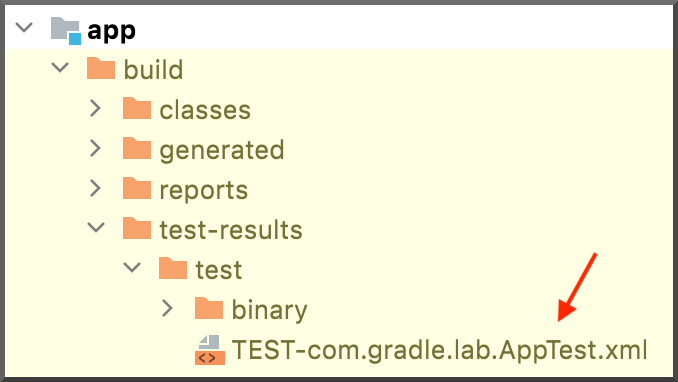 app
build
classes
generated
reports
test-results
test
binary
TEST-com.gradle.lab.AppTest.xml